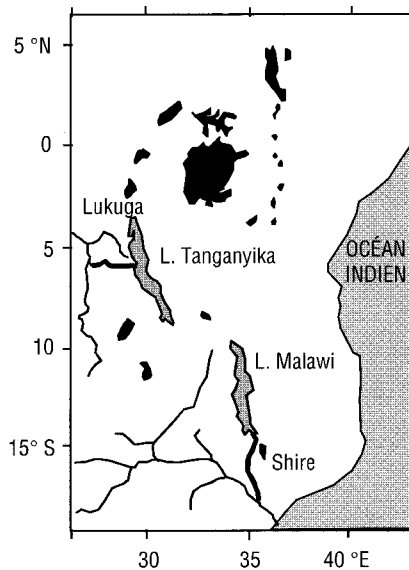 5 °N
0
Lukuga
5
L. Tanganyika
OCÉAN
INDIEN
10
L. Malawi
15° S
Shire
30
35
40 °E